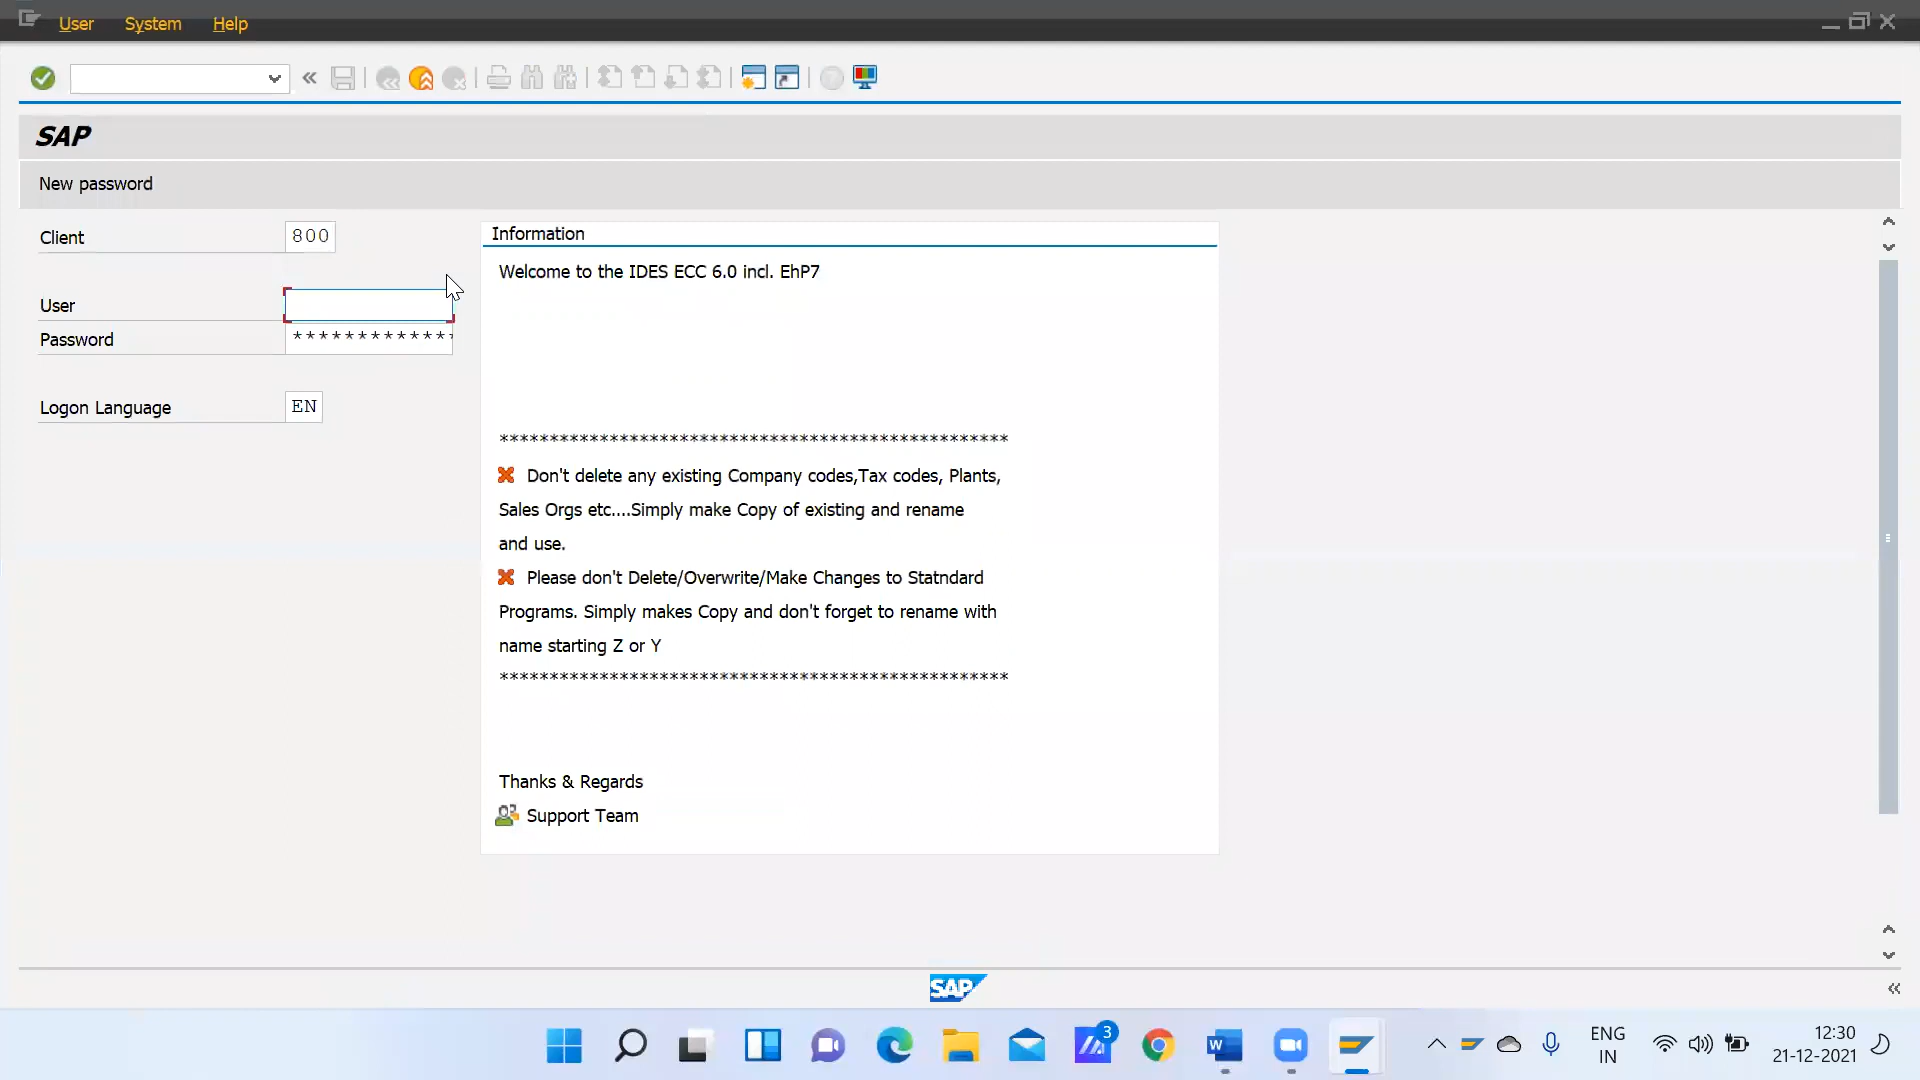 User System Help
SAP
New password
Client 800
User
Password *************
Logon Language EN
Information
Welcome to the IDES ECC 6.0 incl. EhP7
***************************************************
Don't delete any existing Company codes,Tax codes, Plants,
Sales Orgs etc....Simply make Copy of existing and rename
and use.
Please don't Delete/Overwrite/Make Changes to Statndard
Programs. Simply makes Copy and don't forget to rename with
name starting Z or Y
***************************************************
Thanks & Regards
Support Team
SAP
3
W
ENG
IN
12:30
21-12-2021